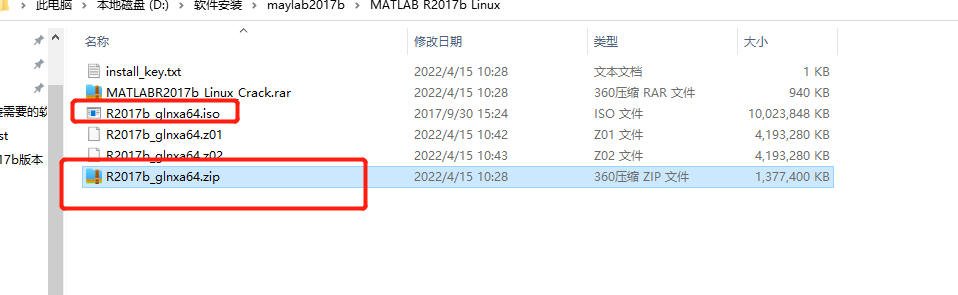 此电脑 > 本地磁盘 (D:) > 软件安装 > maylab2017b > MATLAB R2017b Linux
名称 修改日期 类型 大小
install_key.txt 2022/4/15 10:28 文本文档 1 KB
MATLABR2017b_Linux_Crack.rar 2022/4/15 10:28 360压缩 RAR 文件 940 KB
R2017b_glnxa64.iso 2017/9/30 15:24 ISO 文件 10,023,848 KB
R2017b_glnxa64.z01 2022/4/15 10:42 Z01 文件 4,193,280 KB
R2017b_glnxa64.z02 2022/4/15 10:43 Z02 文件 4,193,280 KB
R2017b_glnxa64.zip 2022/4/15 10:28 360压缩 ZIP 文件 1,377,400 KB
需要的软
st
17b版本